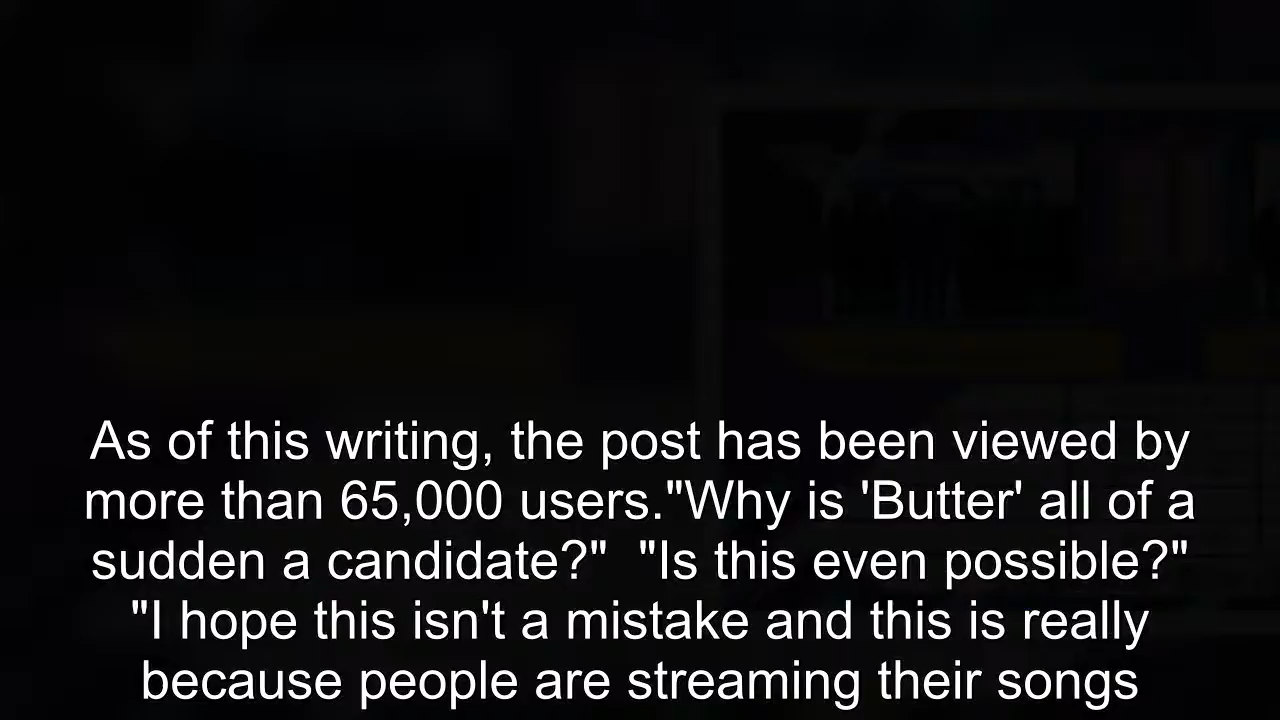 As of this writing, the post has been viewed by
more than 65,000 users."Why is 'Butter' all of a
sudden a candidate?"  "Is this even possible?"
"I hope this isn't a mistake and this is really
because people are streaming their songs